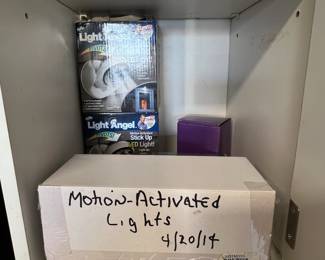 Light Angel
Light Angel
Stick Up
LED Light!
Motion-Activated
Lights
4/20/14